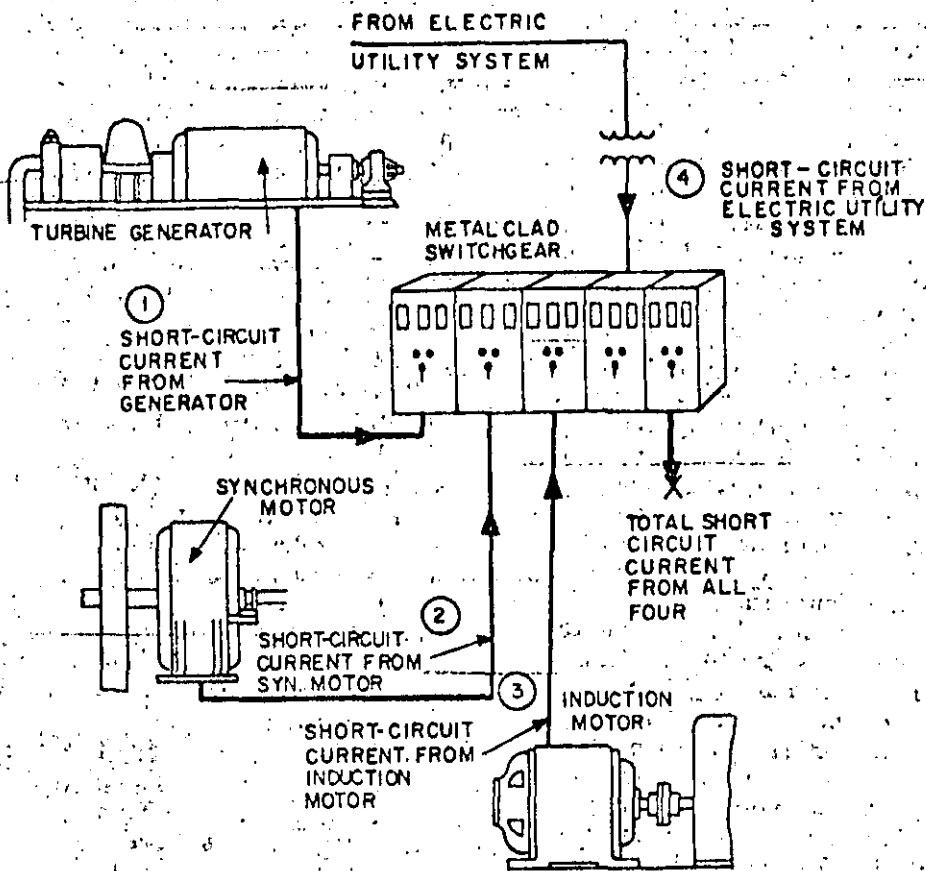 FROM ELECTRIC
UTILITY SYSTEM
4
SHORT-CIRCUIT
CURRENT FROM
ELECTRIC UTILITY
SYSTEM
TURBINE GENERATOR
METAL CLAD
SWITCHGEAR
1
SHORT-CIRCUIT
CURRENT
FROM
GENERATOR
SYNCHRONOUS
MOTOR
TOTAL SHORT
CIRCUIT
CURRENT
FROM ALL
FOUR
2
SHORT-CIRCUIT
CURRENT FROM
SYN. MOTOR
3
INDUCTION
MOTOR
SHORT-CIRCUIT
CURRENT FROM
INDUCTION
MOTOR